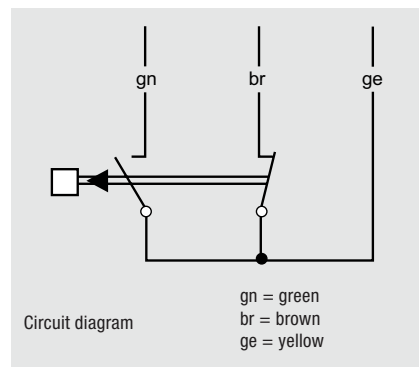 gn br ge
Circuit diagram
gn = green
br = brown
ge = yellow